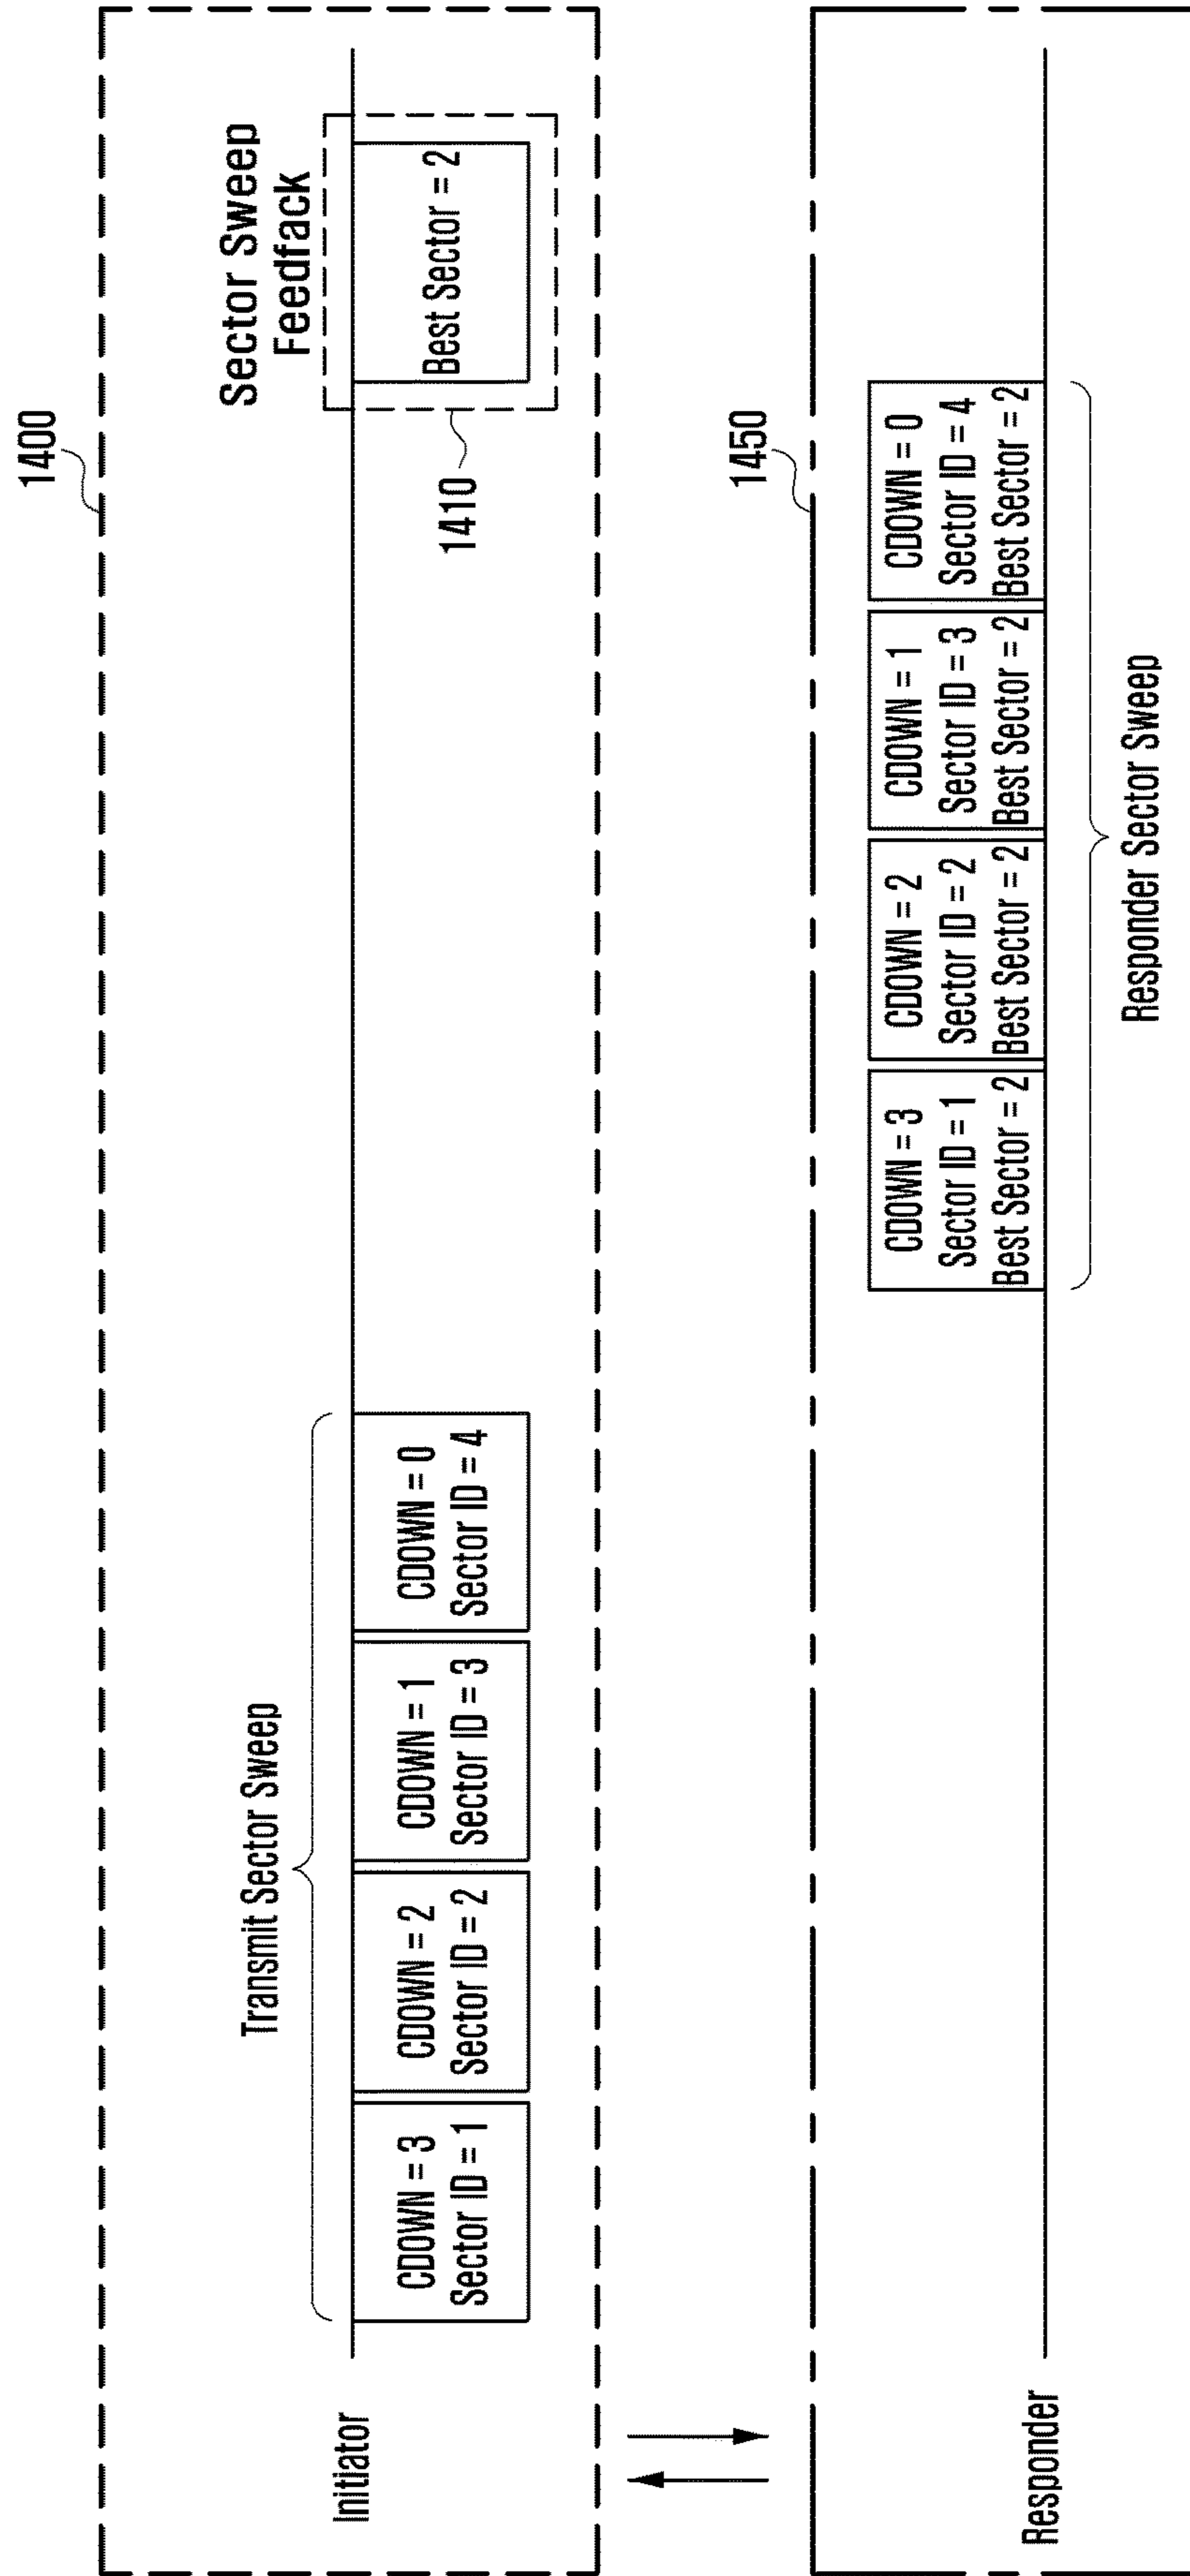 1400
Transmit Sector Sweep
Sector Sweep
Feedfack
Initiator
CDOWN = 3
Sector ID = 1
CDOWN = 2
Sector ID = 2
CDOWN = 1
Sector ID = 3
CDOWN = 0
Sector ID = 4
Best Sector = 2
1410
1450
Responder
CDOWN = 3
Sector ID = 1
Best Sector = 2
CDOWN = 2
Sector ID = 2
Best Sector = 2
CDOWN = 1
Sector ID = 3
Best Sector = 2
CDOWN = 0
Sector ID = 4
Best Sector = 2
Responder Sector Sweep